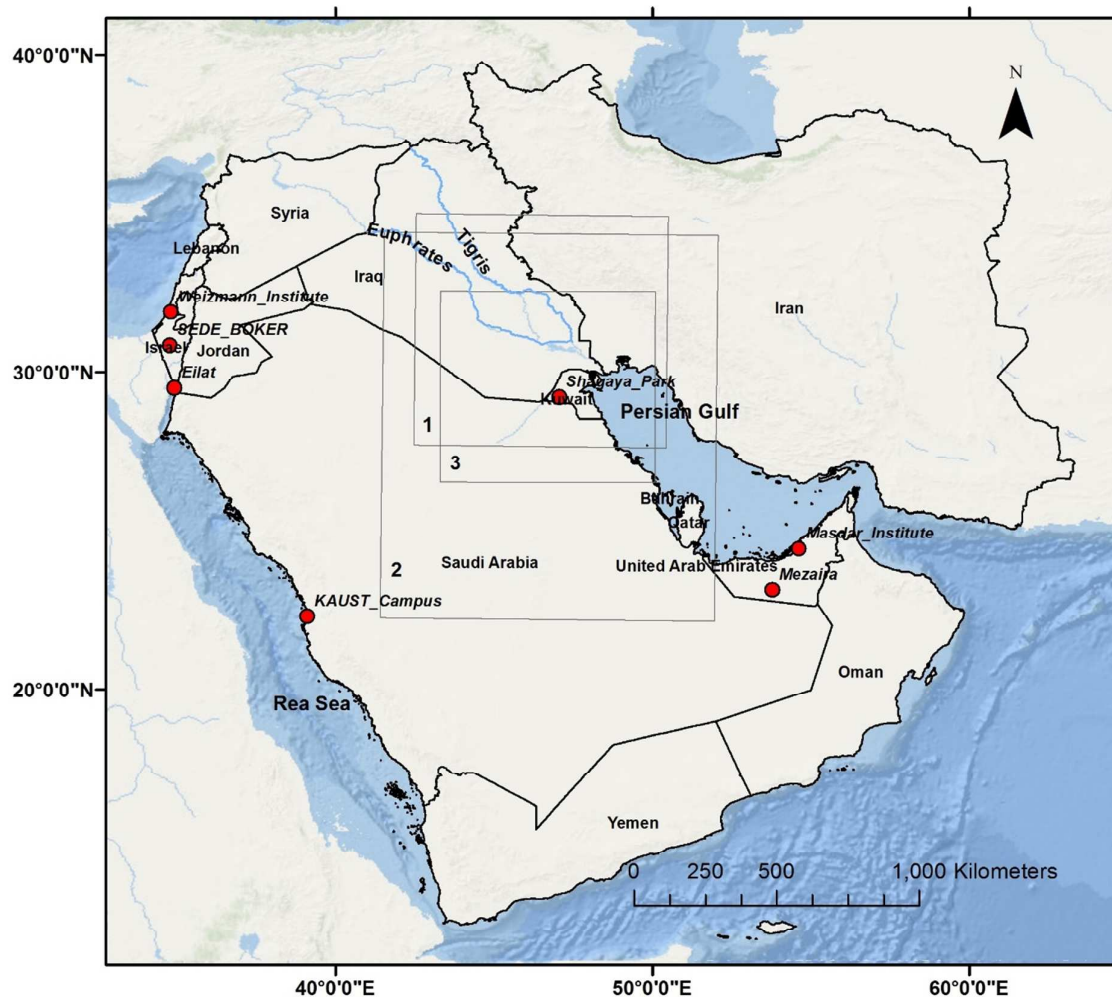 40°0'0"N
N
Syria
Euphrates
Tigris
Lebanon
Iraq
Weizmann_Institute
Iran
SEDE_BOKER
Israel
Jordan
30°0'0"N
Eilat
Shagaya_Park
Kuwait
Persian Gulf
1
3
Bahrain
Qatar
Masdar_Institute
Saudi Arabia
United Arab Emirates
2
Mezaira
KAUST_Campus
Oman
20°0'0"N
Rea Sea
Yemen
0 250 500 1,000 Kilometers
40°0'0"E
50°0'0"E
60°0'0"E